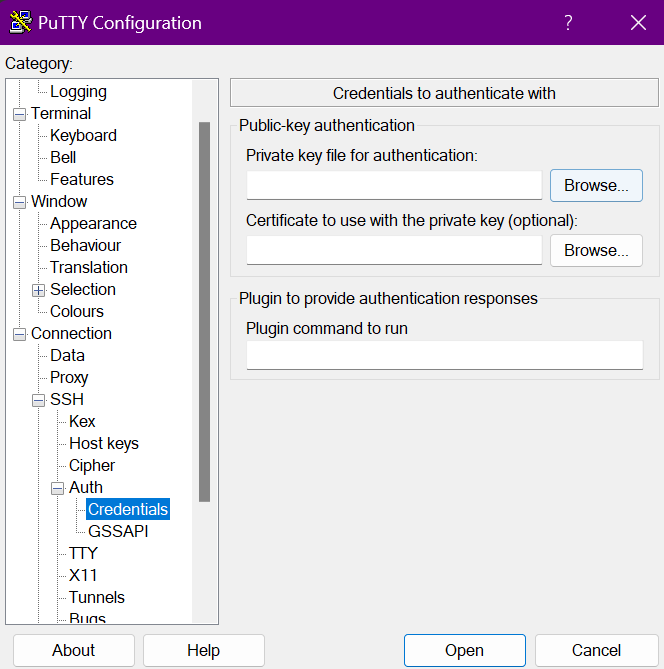 PuTTY Configuration
?
Category:
Logging
Terminal
Keyboard
Bell
Features
Window
Appearance
Behaviour
Translation
Selection
Colours
Connection
Data
Proxy
SSH
Kex
Host keys
Cipher
Auth
Credentials
GSSAPI
TTY
X11
Tunnels
Bugs
Credentials to authenticate with
Public-key authentication
Private key file for authentication:
Browse...
Certificate to use with the private key (optional):
Browse...
Plugin to provide authentication responses
Plugin command to run
About Help Open Cancel